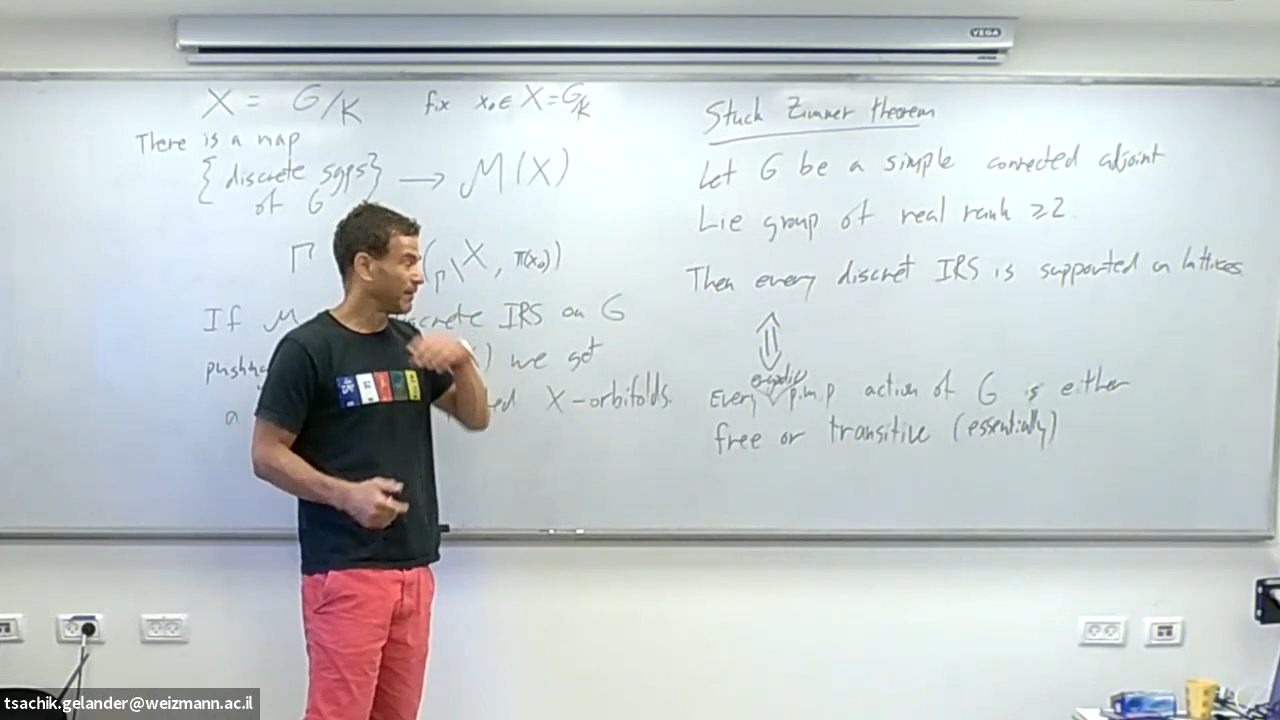 X = G/K fix x₀ ∈ X = G/K
There is a map
{discrete sgps of G} → M(X)
Γ (Γ\X, π(x₀))
If M discrete IRS on G
we get
a X-orbifolds.
Stuck Zimmer theorem
Let G be a simple connected adjoint
Lie group of real rank ≥2.
Then every discret IRS is supported on lattices
⇕
Every ergodic p.m.p action of G is either
free or transitive (essentially)
VEGA
tsachik.gelander@weizmann.ac.il